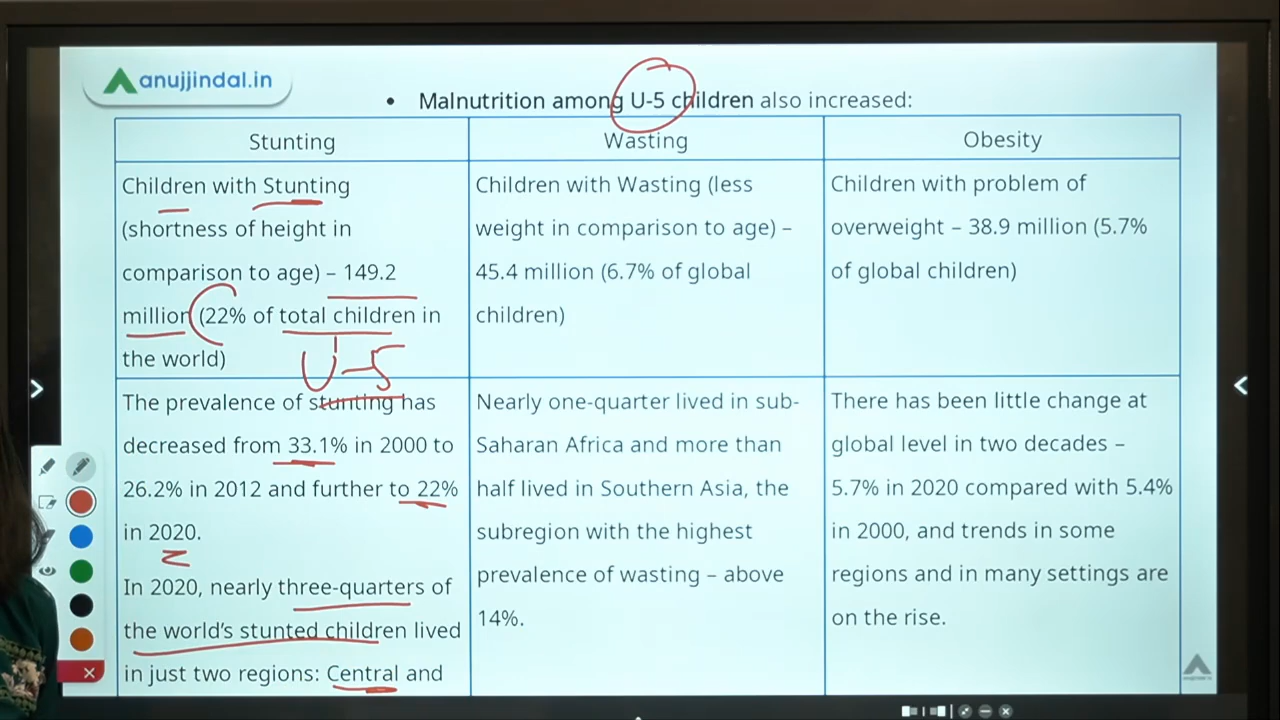 anujjindal.in
• Malnutrition among U-5 children also increased:
Stunting
Wasting
Obesity
Children with Stunting
(shortness of height in
comparison to age) – 149.2
million (22% of total children in
the world)
U-5
Children with Wasting (less
weight in comparison to age) –
45.4 million (6.7% of global
children)
Children with problem of
overweight – 38.9 million (5.7%
of global children)
The prevalence of stunting has
decreased from 33.1% in 2000 to
26.2% in 2012 and further to 22%
in 2020.
In 2020, nearly three-quarters of
the world's stunted children lived
in just two regions: Central and
Nearly one-quarter lived in sub-
Saharan Africa and more than
half lived in Southern Asia, the
subregion with the highest
prevalence of wasting – above
14%.
There has been little change at
global level in two decades –
5.7% in 2020 compared with 5.4%
in 2000, and trends in some
regions and in many settings are
on the rise.